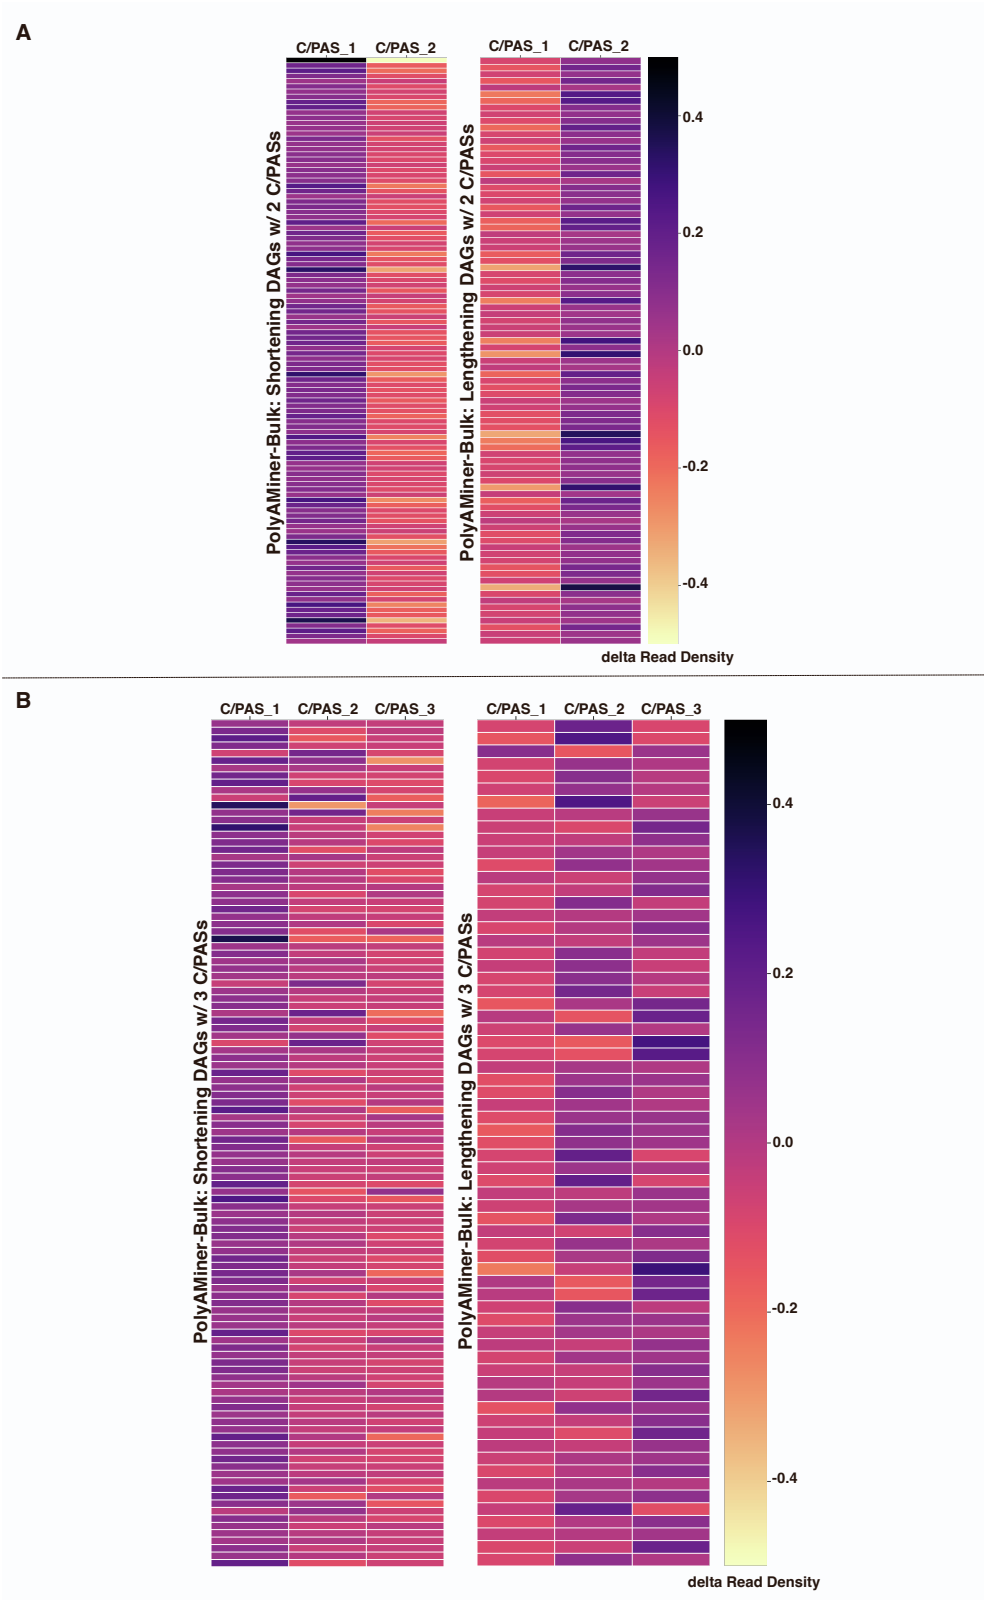 A
C/PAS_1 C/PAS_2 C/PAS_1 C/PAS_2
PolyAMiner-Bulk: Shortening DAGs w/ 2 C/PASs
PolyAMiner-Bulk: Lengthening DAGs w/ 2 C/PASs
0.4
0.2
0.0
-0.2
-0.4
delta Read Density
B
C/PAS_1 C/PAS_2 C/PAS_3 C/PAS_1 C/PAS_2 C/PAS_3
PolyAMiner-Bulk: Shortening DAGs w/ 3 C/PASs
PolyAMiner-Bulk: Lengthening DAGs w/ 3 C/PASs
0.4
0.2
0.0
-0.2
-0.4
delta Read Density